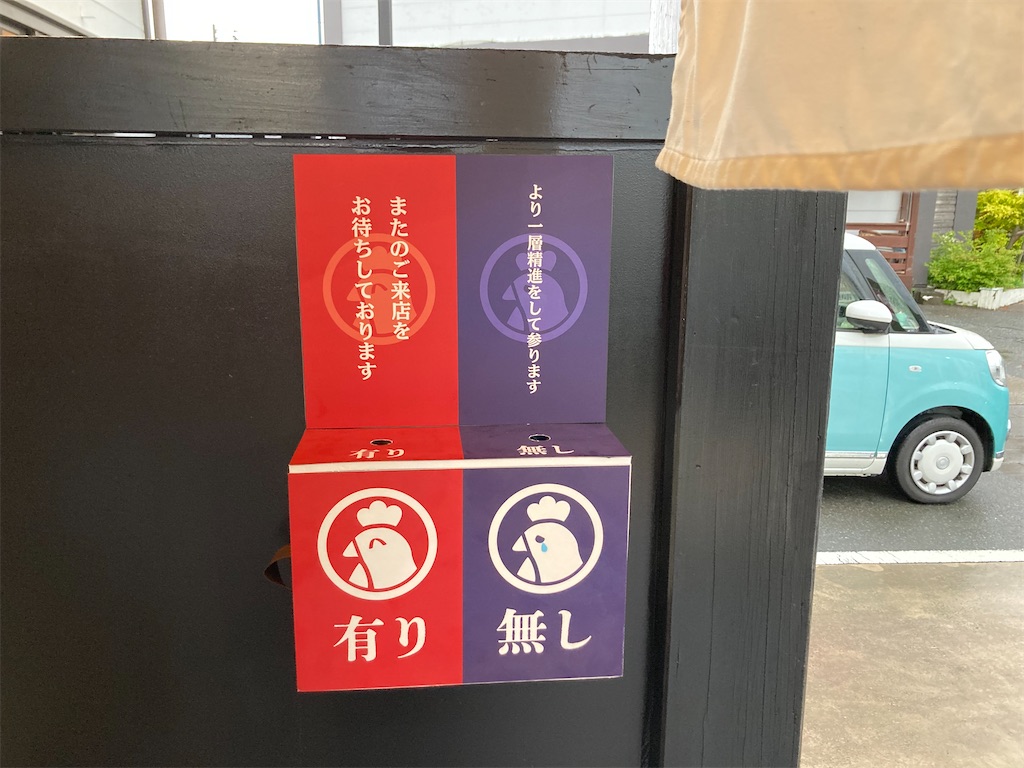 またのご来店を
お待ちしております
より一層精進をして参ります
有り
無し
有り
無し